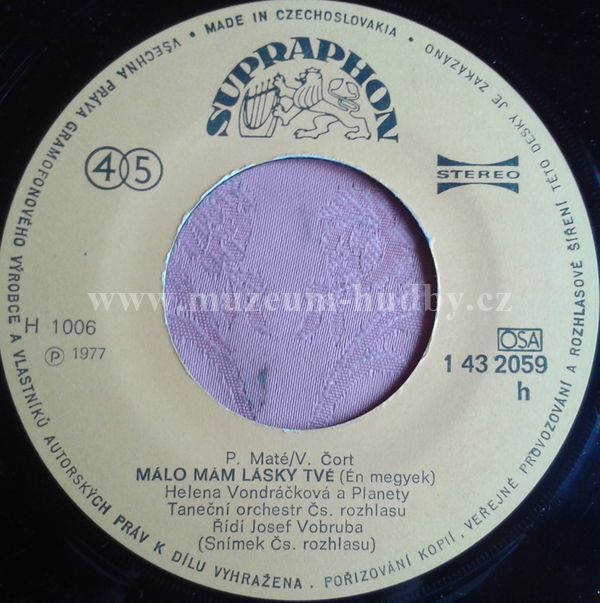 MADE IN CZECHOSLOVAKIA • VŠECHNA PRÁVA GRAMOFONOVÉHO VÝROBCE A VLASTNÍKŮ AUTORSKÝCH PRÁV K DÍLU VYHRAŽENA. POŘIZOVÁNÍ KOPIÍ, VEŘEJNÉ PROVOZOVÁNÍ A ROZHLASOVÉ ŠÍŘENÍ TÉTO DESKY JE ZAKÁZÁNO •
SUPRAPHON
45
STEREO
www.muzeum-hudby.cz
H 1006
Ⓟ 1977
OSA
1 43 2059
h
P. Maté/V. Čort
MÁLO MÁM LÁSKY TVÉ (Én megyek)
Helena Vondráčková a Planety
Taneční orchestr Čs. rozhlasu
Řídí Josef Vobruba
(Snímek Čs. rozhlasu)